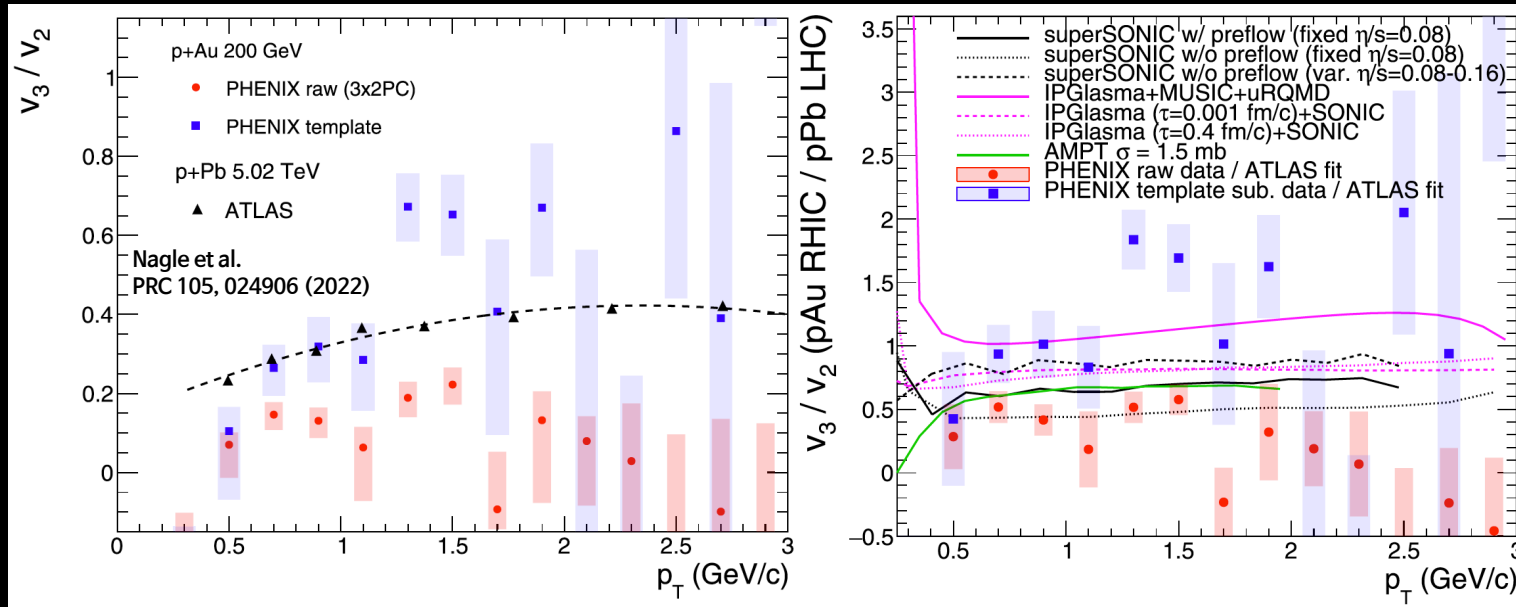 v3 / v2
1
0.8
0.6
0.4
0.2
0
p+Au 200 GeV
PHENIX raw (3x2PC)
PHENIX template
p+Pb 5.02 TeV
ATLAS
Nagle et al.
PRC 105, 024906 (2022)
0 0.5 1 1.5 2 2.5 3
pT (GeV/c)
v3 / v2 (pAu RHIC / pPb LHC)
3.5
3
2.5
2
1.5
1
0.5
0
−0.5
superSONIC w/ preflow (fixed η/s=0.08)
superSONIC w/o preflow (fixed η/s=0.08)
superSONIC w/o preflow (var. η/s=0.08-0.16)
IPGlasma+MUSIC+uRQMD
IPGlasma (τ=0.001 fm/c)+SONIC
IPGlasma (τ=0.4 fm/c)+SONIC
AMPT σ = 1.5 mb
PHENIX raw data / ATLAS fit
PHENIX template sub. data / ATLAS fit
0.5 1 1.5 2 2.5 3
pT (GeV/c)